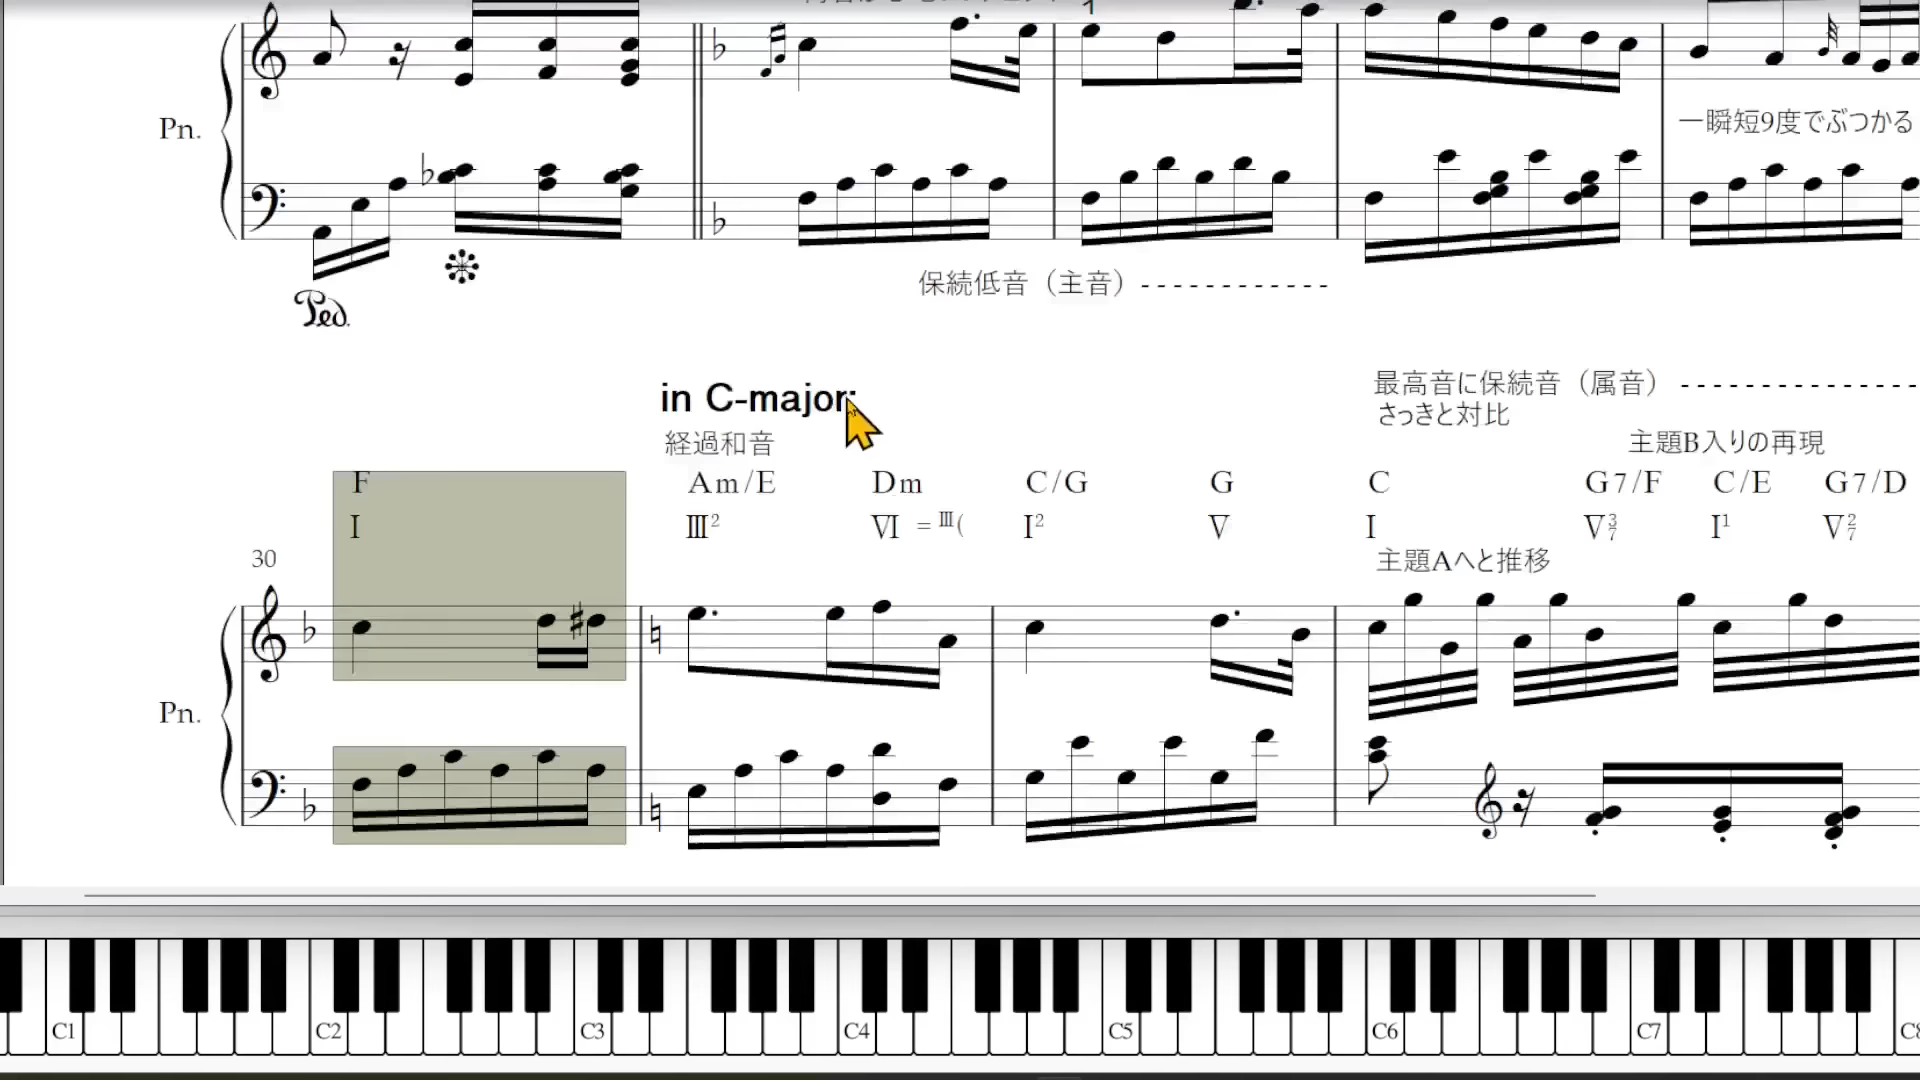 Pn.
一瞬短9度でぶつかる
保続低音（主音）------------
in C-major:
経過和音
最高音に保続音（属音）---------------
さっきと対比
主題B入りの再現
F Am/E Dm C/G G C G7/F C/E G7/D
I III² VI = III( I² V I V³₇ I¹ V²₇
主題Aへと推移
30
Pn.
C1 C2 C3 C4 C5 C6 C7